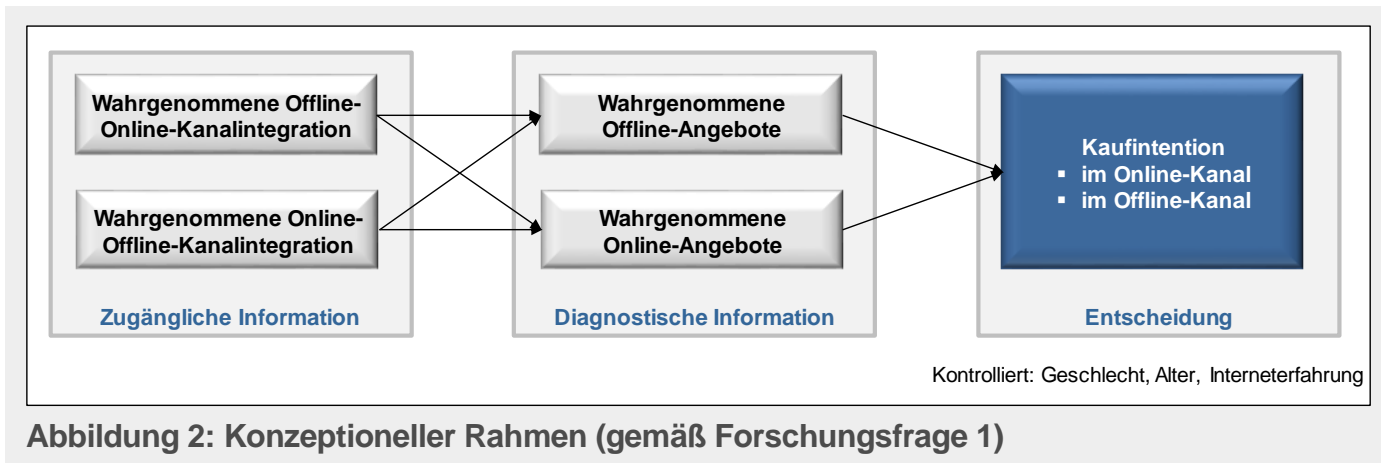 Wahrgenommene Offline-
Online-Kanalintegration
Wahrgenommene Online-
Offline-Kanalintegration
Zugängliche Information
Wahrgenommene
Offline-Angebote
Wahrgenommene
Online-Angebote
Diagnostische Information
Kaufintention
▪ im Online-Kanal
▪ im Offline-Kanal
Entscheidung
Kontrolliert: Geschlecht, Alter, Interneterfahrung
Abbildung 2: Konzeptioneller Rahmen (gemäß Forschungsfrage 1)